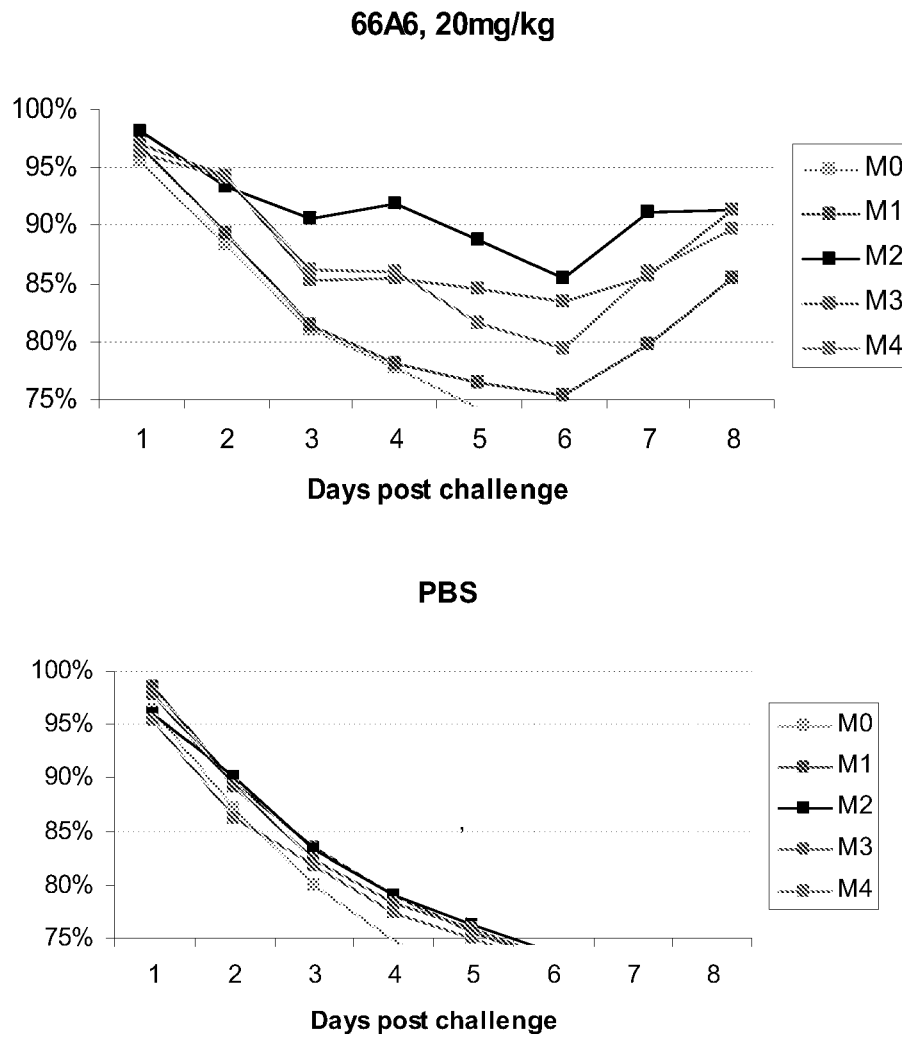 66A6, 20mg/kg
100%
95%
90%
85%
80%
75%
1 2 3 4 5 6 7 8
Days post challenge
M0
M1
M2
M3
M4
PBS
100%
95%
90%
85%
80%
75%
1 2 3 4 5 6 7 8
Days post challenge
M0
M1
M2
M3
M4